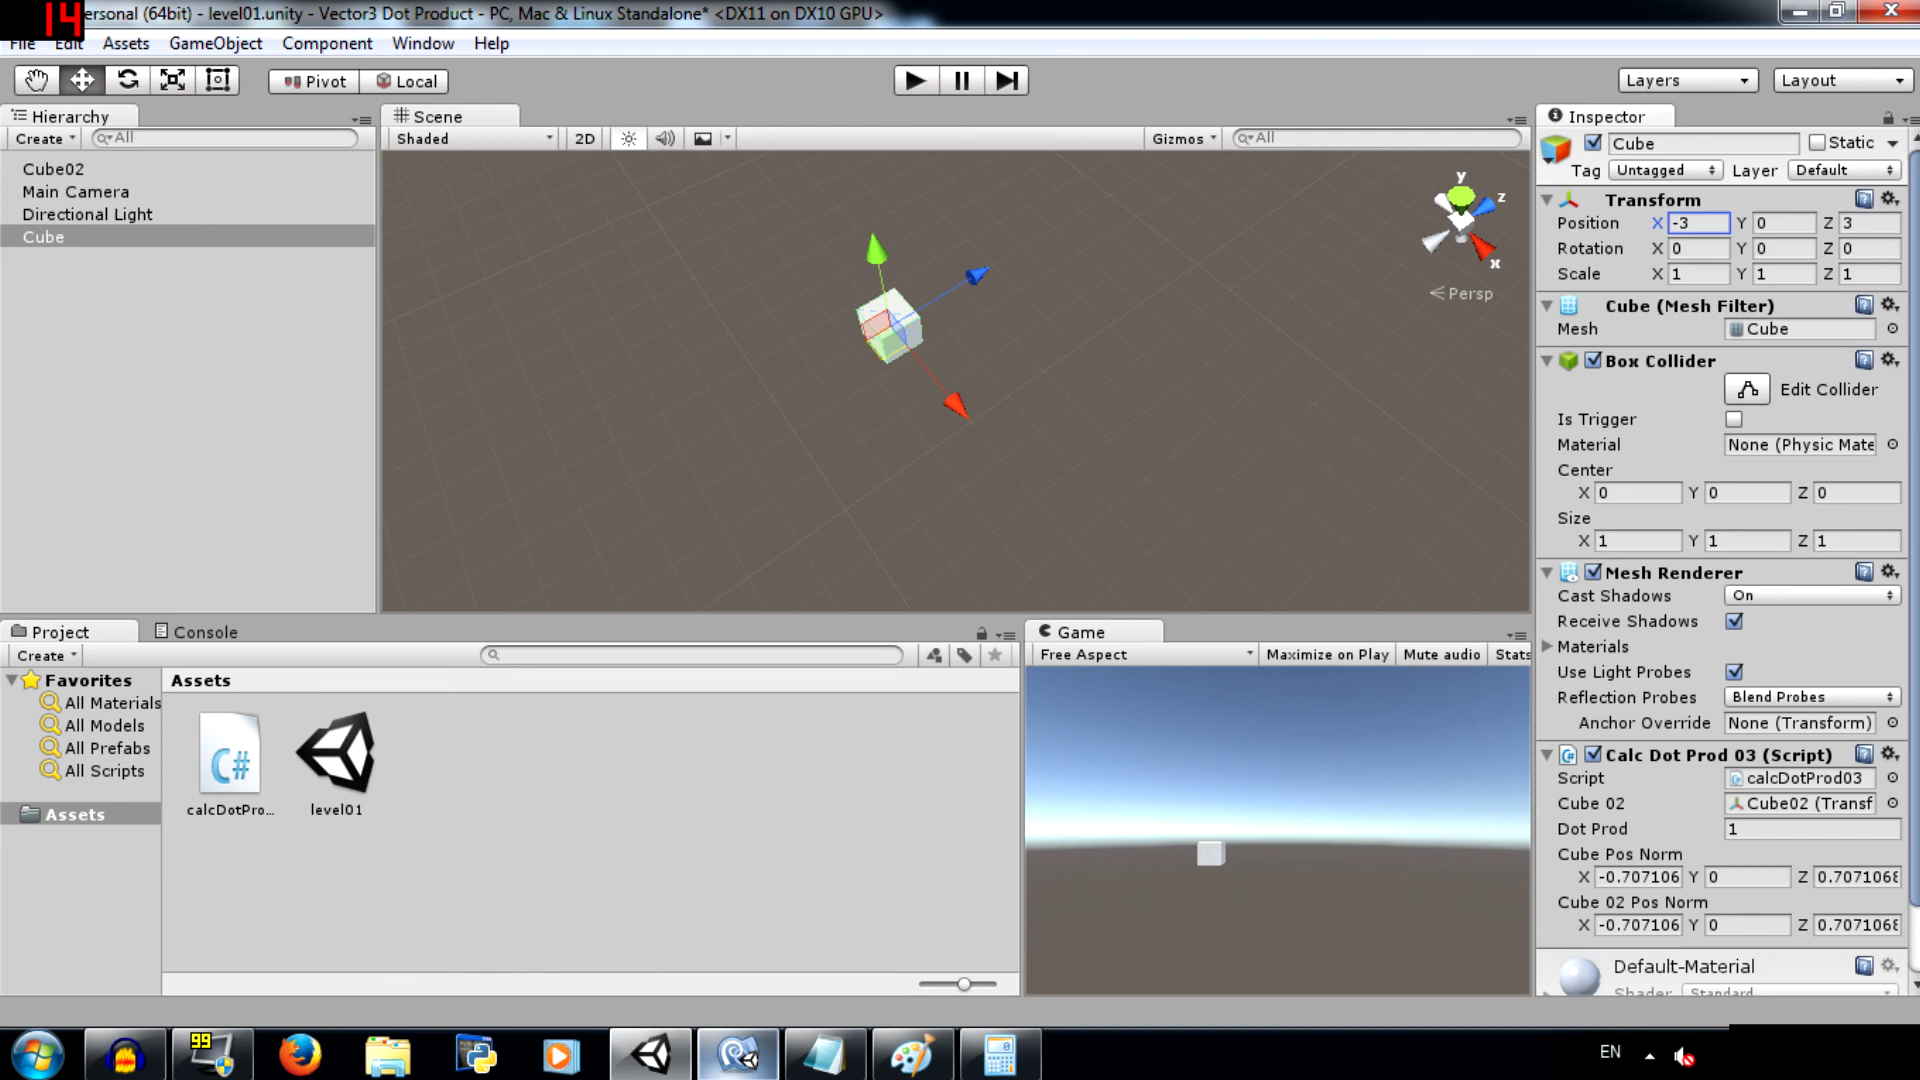 14
ersonal (64bit) - level01.unity - Vector3 Dot Product - PC, Mac & Linux Standalone* <DX11 on DX10 GPU>
File Edit Assets GameObject Component Window Help
Pivot Local Layers Layout
Hierarchy
Create All
Cube02
Main Camera
Directional Light
Cube
Scene
Shaded 2D Gizmos All
y
z
x
Persp
Inspector
Cube Static
Tag Untagged Layer Default
Transform
Position X -3 Y 0 Z 3
Rotation X 0 Y 0 Z 0
Scale X 1 Y 1 Z 1
Cube (Mesh Filter)
Mesh Cube
Box Collider
Edit Collider
Is Trigger
Material None (Physic Mate
Center
X 0 Y 0 Z 0
Size
X 1 Y 1 Z 1
Mesh Renderer
Cast Shadows On
Receive Shadows
Materials
Use Light Probes
Reflection Probes Blend Probes
Anchor Override None (Transform)
C# Calc Dot Prod 03 (Script)
Script calcDotProd03
Cube 02 Cube02 (Transf
Dot Prod 1
Cube Pos Norm
X -0.707106 Y 0 Z 0.7071068
Cube 02 Pos Norm
X -0.707106 Y 0 Z 0.7071068
Default-Material
Shader Standard
Project Console
Create
Favorites
All Materials
All Models
All Prefabs
All Scripts
Assets
Assets
C#
calcDotPro... level01
Game
Free Aspect Maximize on Play Mute audio Stats
99
EN